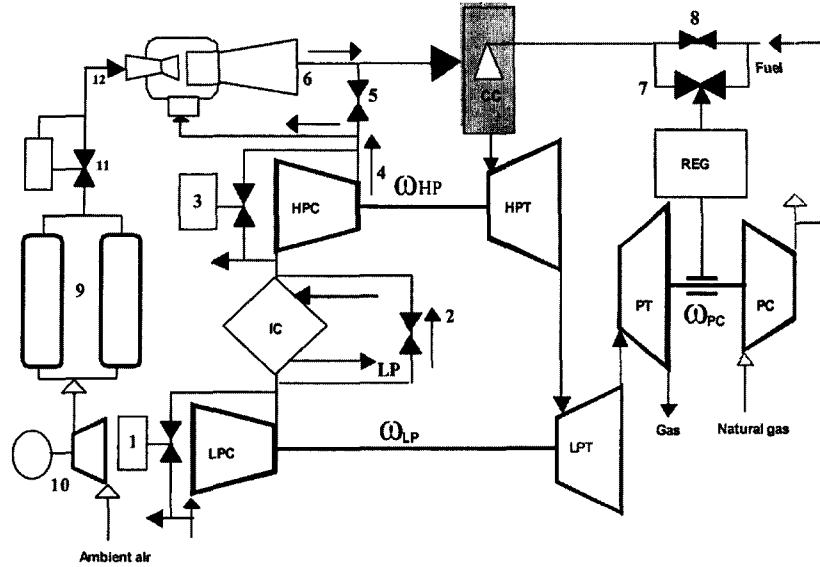 8
12
6
5
7
Fuel
CC
11
4
REG
3
HPC
ωHP
HPT
9
IC
2
PT
ωPC
PC
LP
1
LPC
ωLP
LPT
Gas
Natural gas
10
Ambient air